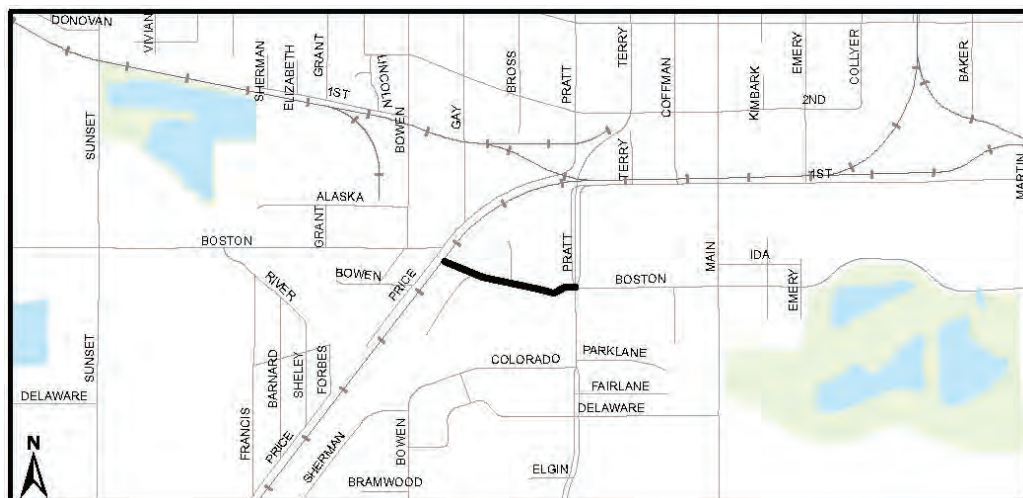 DONOVAN
VIVIAN
SHERMAN
ELIZABETH
GRANT
LINCOLN
1ST
BOWEN
GAY
BROSS
PRATT
TERRY
COFFMAN
KIMBARK
EMERY
COLLYER
BAKER
2ND
SUNSET
TERRY
1ST
MARTIN
ALASKA
GRANT
BOSTON
PRATT
MAIN
IDA
RIVER
BOWEN
PRICE
BOSTON
EMERY
SUNSET
BARNARD
SHELEY
FORBES
COLORADO
PARKLANE
FAIRLANE
DELAWARE
DELAWARE
FRANCIS
PRICE
SHERMAN
BOWEN
N
BRAMWOOD
ELGIN